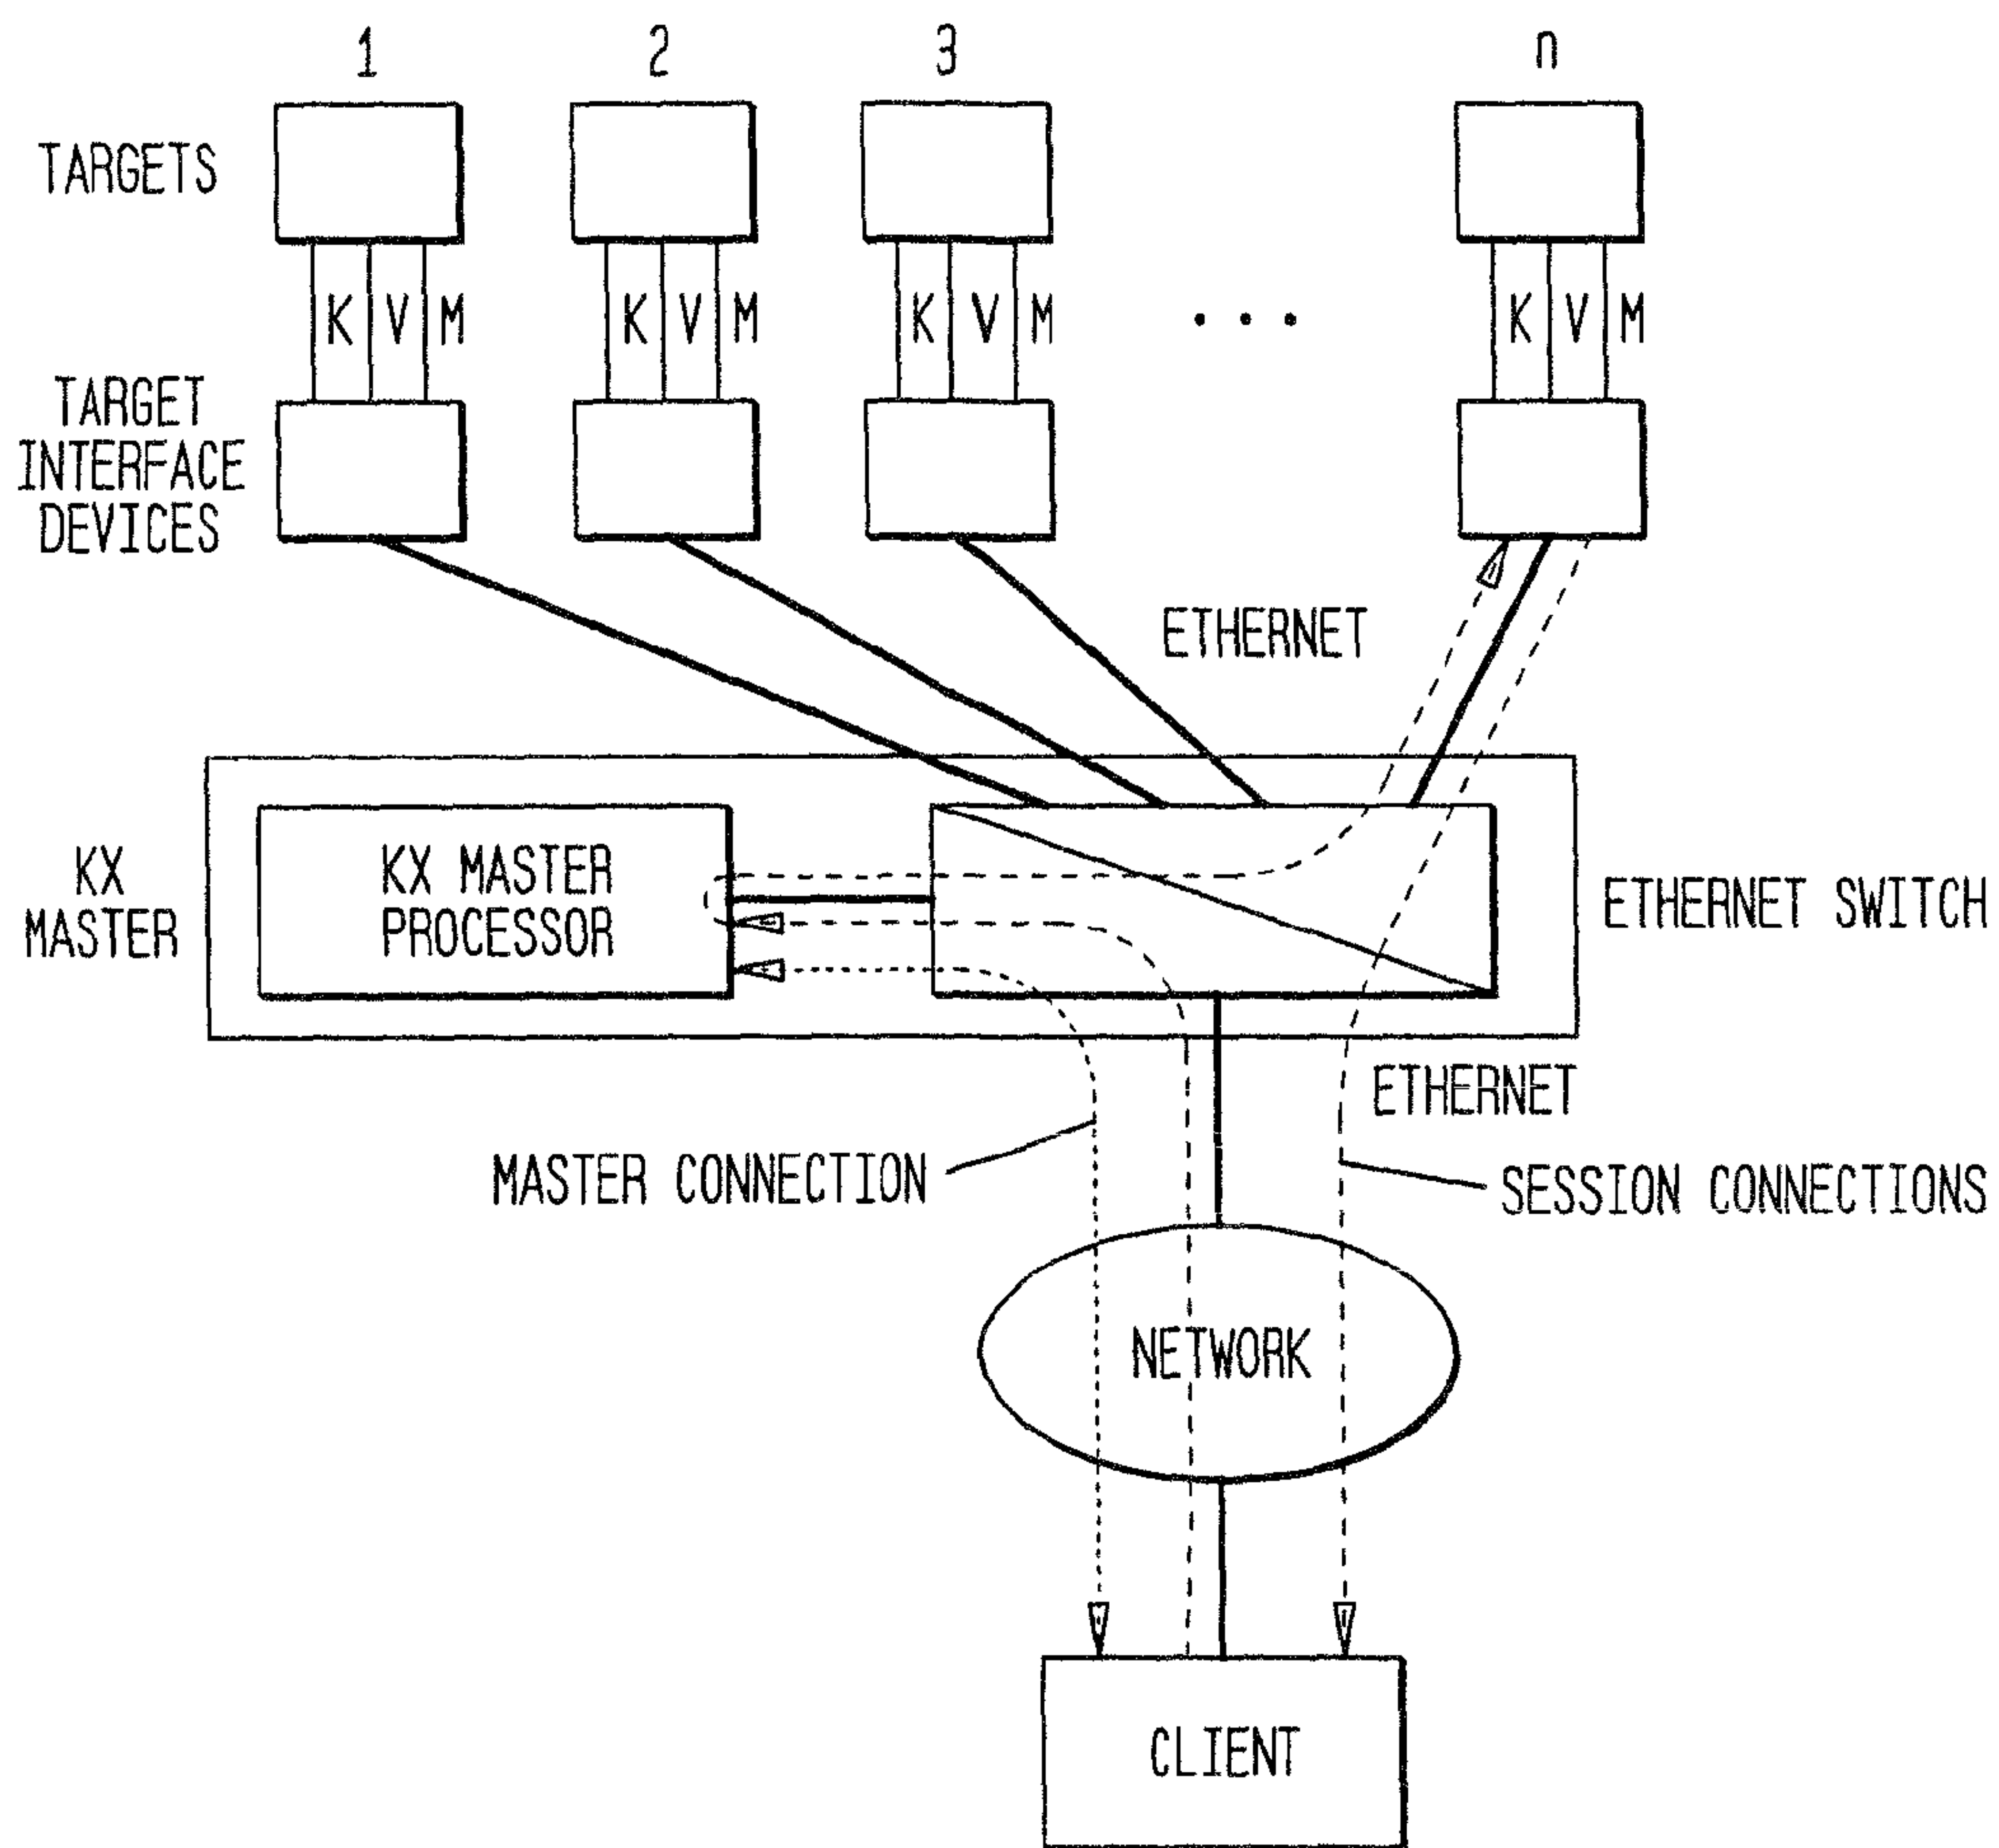 1 2 3 n
TARGETS
K V M K V M K V M . . . K V M
TARGET
INTERFACE
DEVICES
ETHERNET
KX
MASTER
KX MASTER
PROCESSOR
ETHERNET SWITCH
ETHERNET
MASTER CONNECTION
SESSION CONNECTIONS
NETWORK
CLIENT